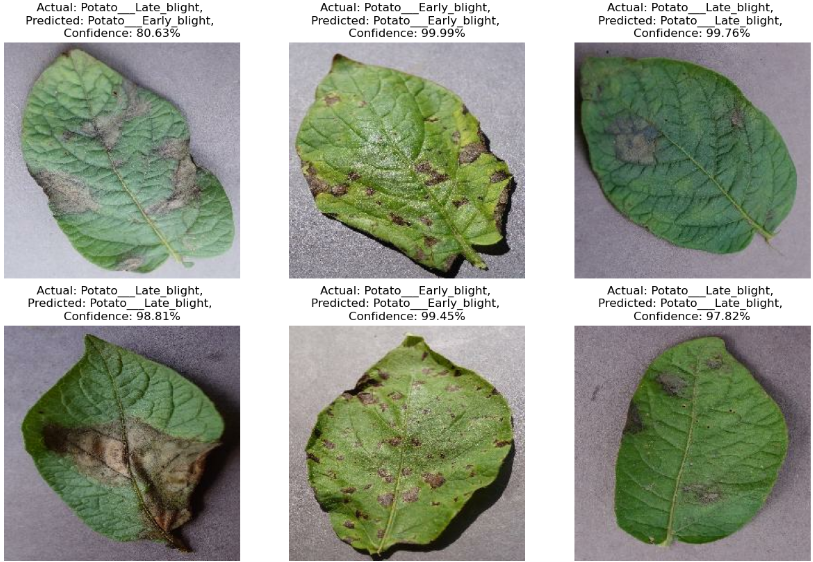 Actual: Potato___Late_blight,
Predicted: Potato___Early_blight,
Confidence: 80.63%
Actual: Potato___Early_blight,
Predicted: Potato___Early_blight,
Confidence: 99.99%
Actual: Potato___Late_blight,
Predicted: Potato___Late_blight,
Confidence: 99.76%
Actual: Potato___Late_blight,
Predicted: Potato___Late_blight,
Confidence: 98.81%
Actual: Potato___Early_blight,
Predicted: Potato___Early_blight,
Confidence: 99.45%
Actual: Potato___Late_blight,
Predicted: Potato___Late_blight,
Confidence: 97.82%